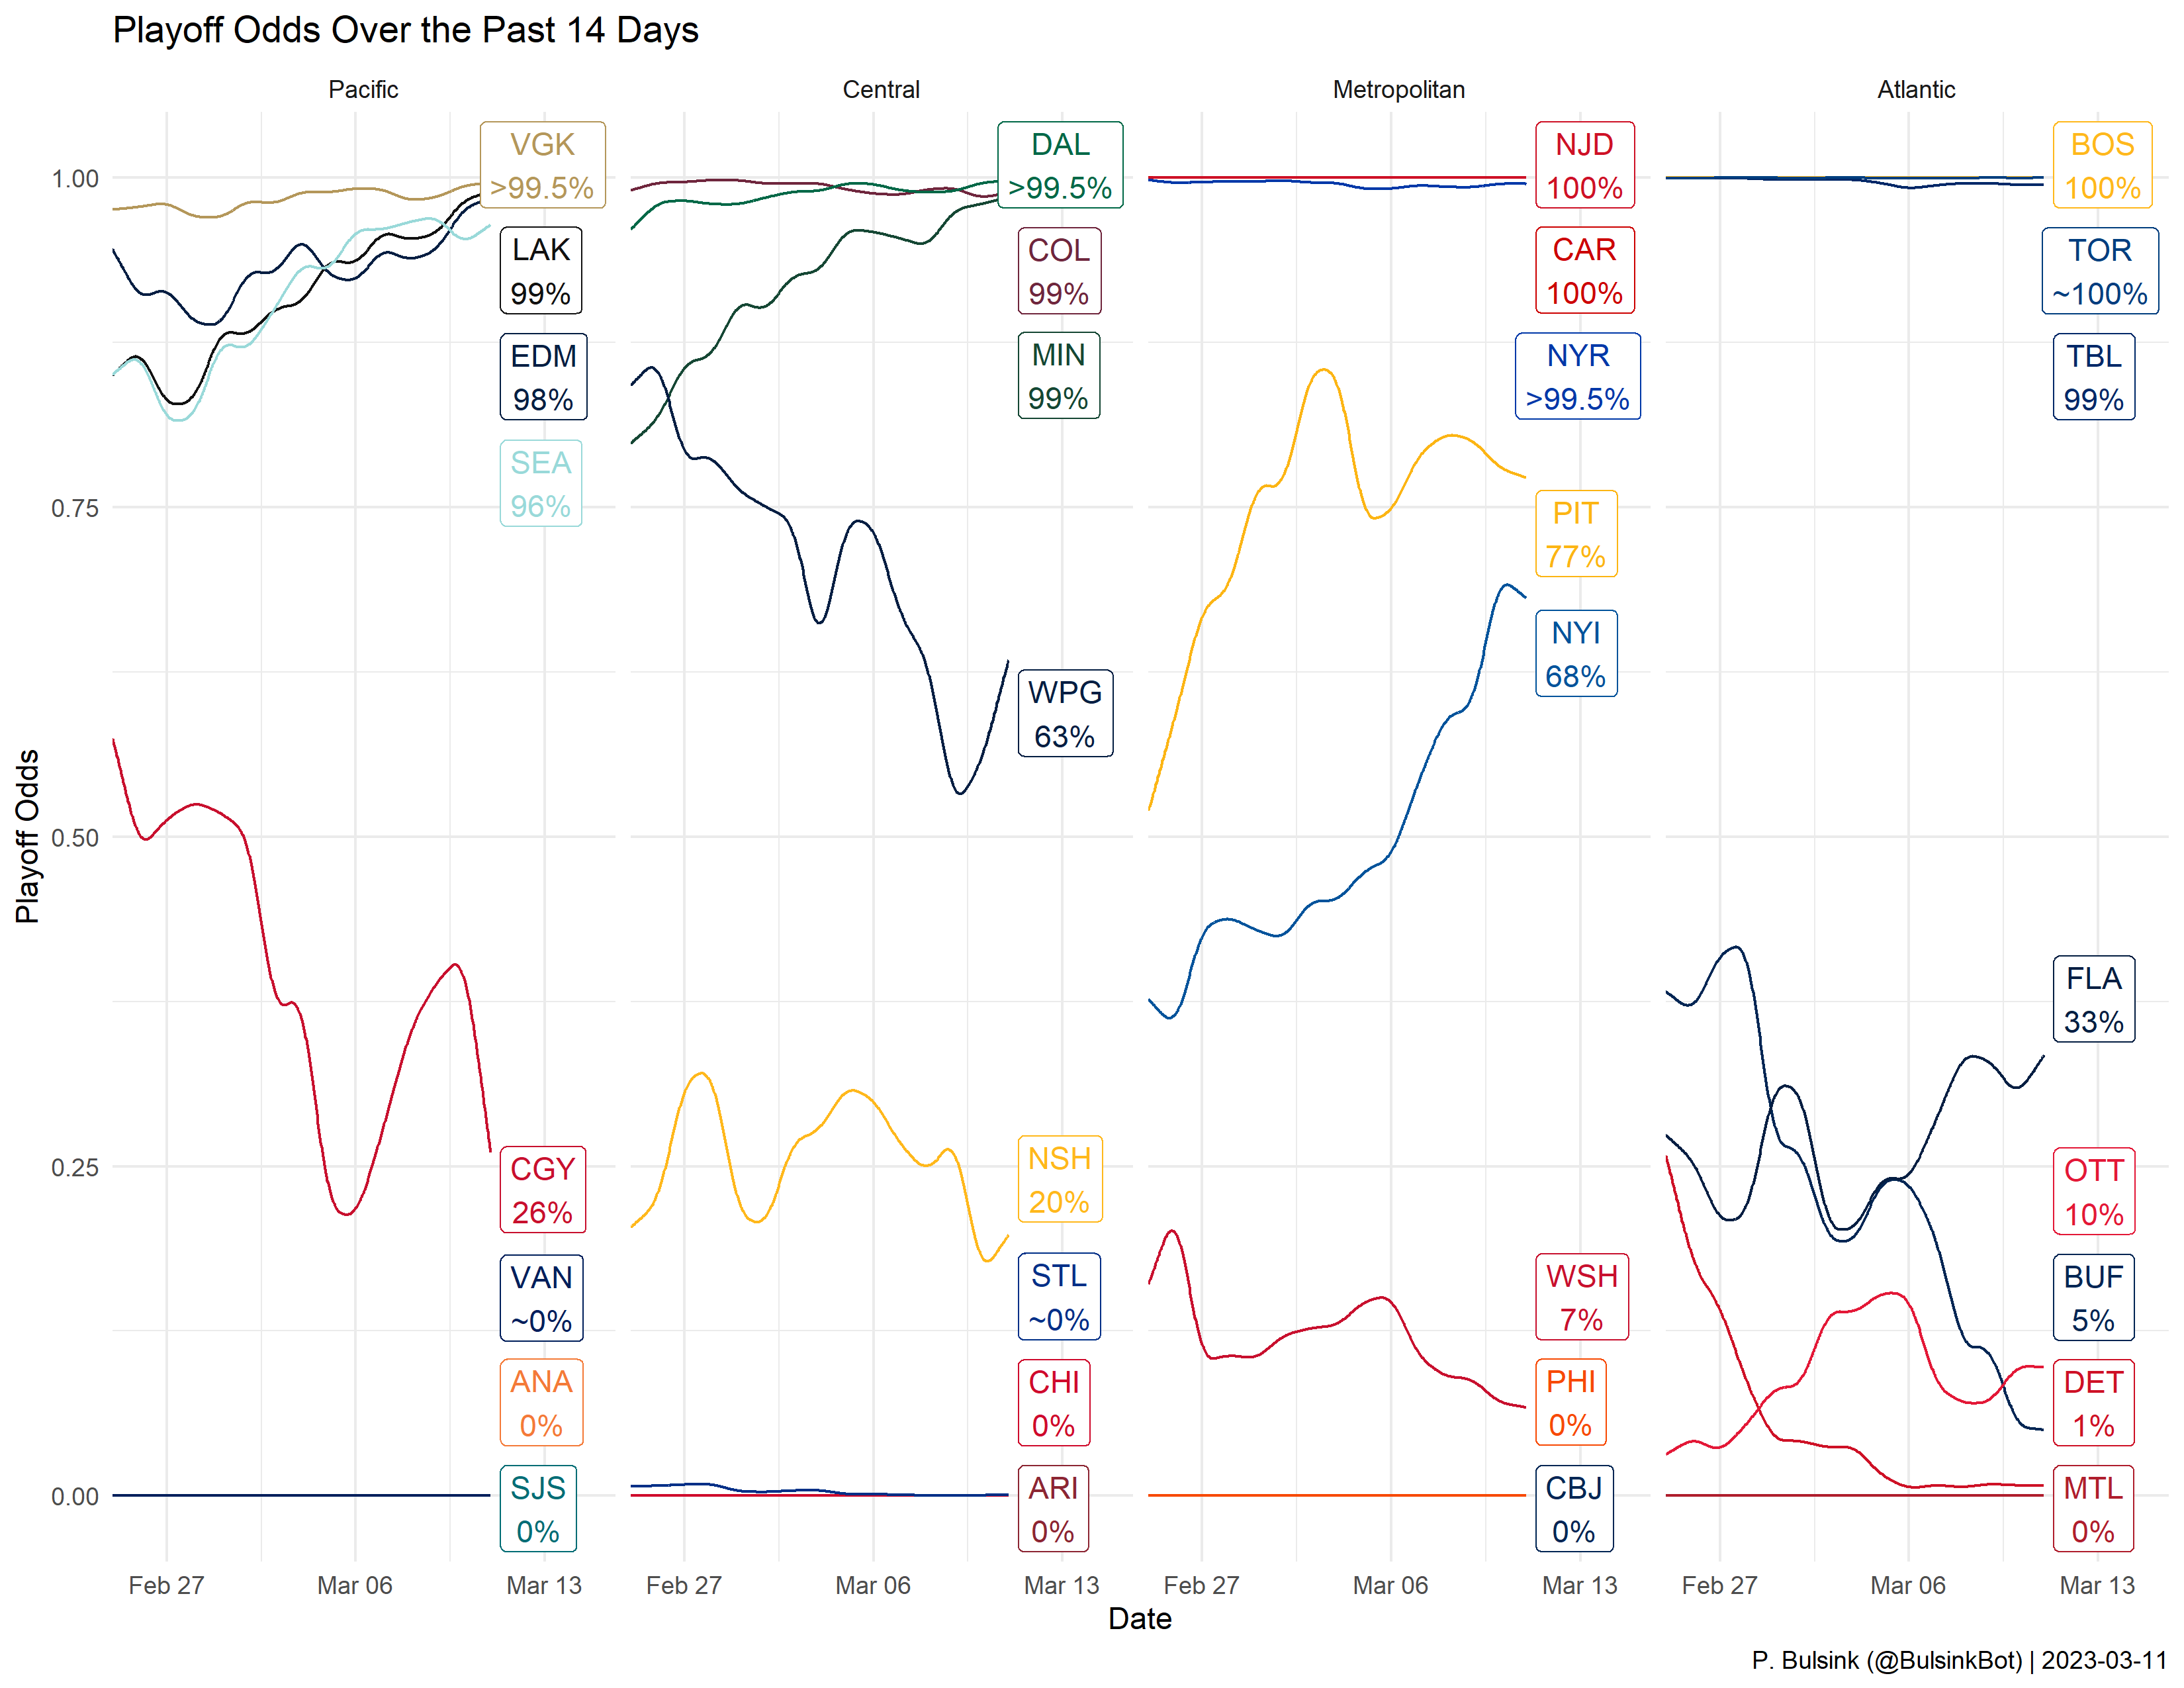 Playoff Odds Over the Past 14 Days
Pacific
Central
Metropolitan
Atlantic
Playoff Odds
1.00
0.75
0.50
0.25
0.00
VGK
>99.5%
LAK
99%
EDM
98%
SEA
96%
CGY
26%
VAN
~0%
ANA
0%
SJS
0%
DAL
>99.5%
COL
99%
MIN
99%
WPG
63%
NSH
20%
STL
~0%
CHI
0%
ARI
0%
NJD
100%
CAR
100%
NYR
>99.5%
PIT
77%
NYI
68%
WSH
7%
PHI
0%
CBJ
0%
BOS
100%
TOR
~100%
TBL
99%
FLA
33%
OTT
10%
BUF
5%
DET
1%
MTL
0%
Feb 27 Mar 06 Mar 13
Feb 27 Mar 06 Mar 13
Feb 27 Mar 06 Mar 13
Feb 27 Mar 06 Mar 13
Date
P. Bulsink (@BulsinkBot) | 2023-03-11